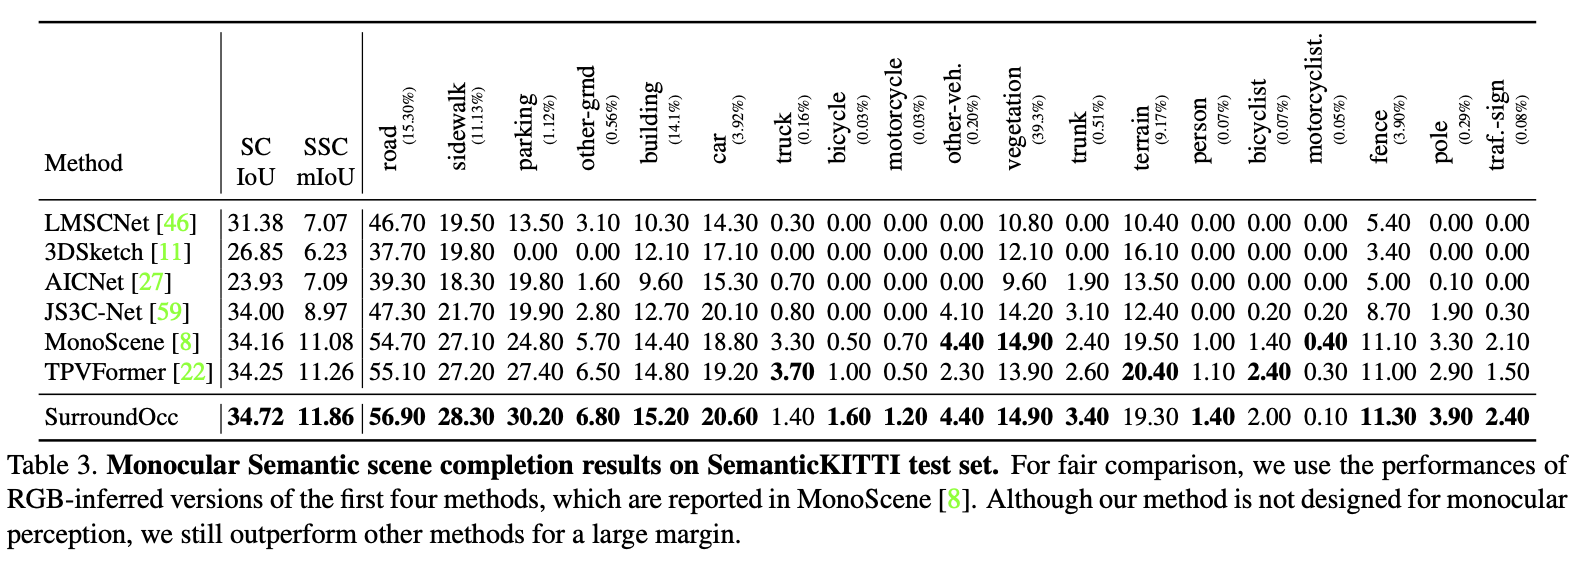 Method SC IoU SSC mIoU road (15.30%) sidewalk (11.13%) parking (1.12%) other-grnd (0.56%) building (14.1%) car (3.92%) truck (0.16%) bicycle (0.03%) motorcycle (0.03%) other-veh. (0.20%) vegetation (39.3%) trunk (0.51%) terrain (9.17%) person (0.07%) bicyclist (0.07%) motorcyclist. (0.05%) fence (3.90%) pole (0.29%) traf.-sign (0.08%)
LMSCNet [46] 31.38 7.07 46.70 19.50 13.50 3.10 10.30 14.30 0.30 0.00 0.00 0.00 10.80 0.00 10.40 0.00 0.00 0.00 5.40 0.00 0.00
3DSketch [11] 26.85 6.23 37.70 19.80 0.00 0.00 12.10 17.10 0.00 0.00 0.00 0.00 12.10 0.00 16.10 0.00 0.00 0.00 3.40 0.00 0.00
AICNet [27] 23.93 7.09 39.30 18.30 19.80 1.60 9.60 15.30 0.70 0.00 0.00 0.00 9.60 1.90 13.50 0.00 0.00 0.00 5.00 0.10 0.00
JS3C-Net [59] 34.00 8.97 47.30 21.70 19.90 2.80 12.70 20.10 0.80 0.00 0.00 4.10 14.20 3.10 12.40 0.00 0.20 0.20 8.70 1.90 0.30
MonoScene [8] 34.16 11.08 54.70 27.10 24.80 5.70 14.40 18.80 3.30 0.50 0.70 4.40 14.90 2.40 19.50 1.00 1.40 0.40 11.10 3.30 2.10
TPVFormer [22] 34.25 11.26 55.10 27.20 27.40 6.50 14.80 19.20 3.70 1.00 0.50 2.30 13.90 2.60 20.40 1.10 2.40 0.30 11.00 2.90 1.50
SurroundOcc 34.72 11.86 56.90 28.30 30.20 6.80 15.20 20.60 1.40 1.60 1.20 4.40 14.90 3.40 19.30 1.40 2.00 0.10 11.30 3.90 2.40
Table 3. Monocular Semantic scene completion results on SemanticKITTI test set. For fair comparison, we use the performances of
RGB-inferred versions of the first four methods, which are reported in MonoScene [8]. Although our method is not designed for monocular
perception, we still outperform other methods for a large margin.